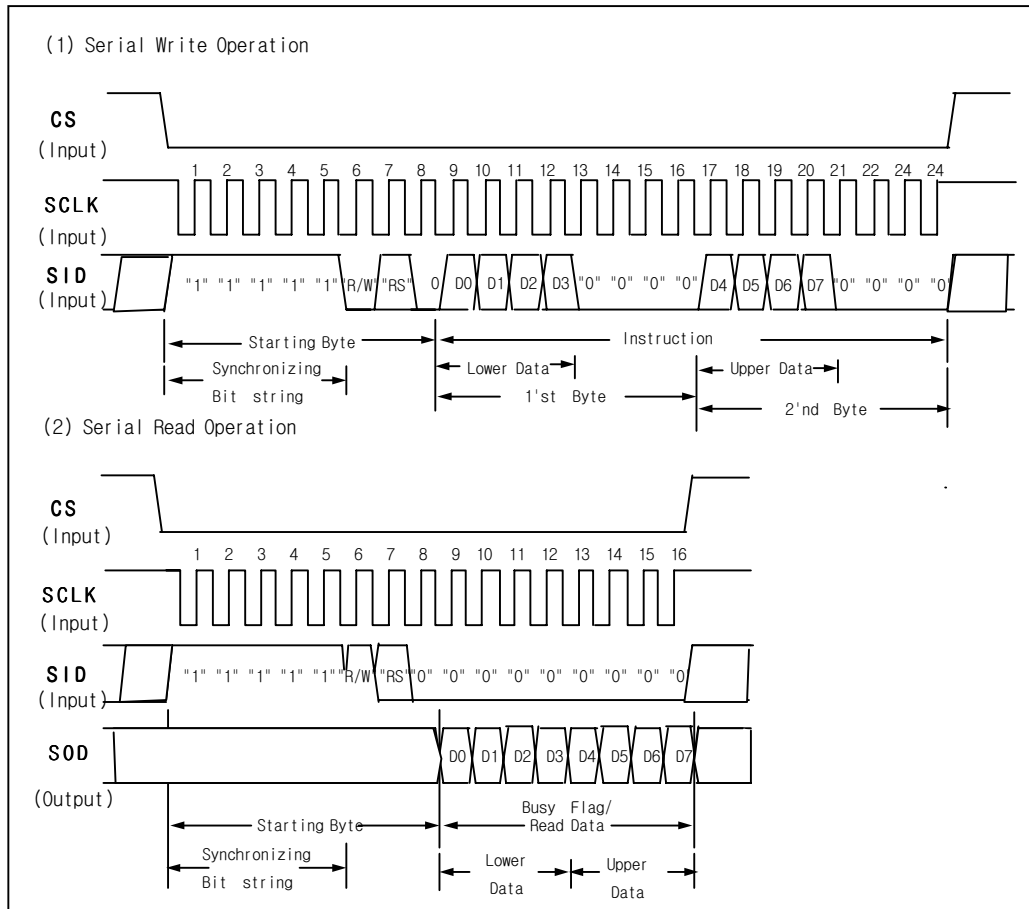 (1) Serial Write Operation
CS
(Input)
1 2 3 4 5 6 7 8 9 10 11 12 13 14 15 16 17 18 19 20 21 22 24 24
SCLK
(Input)
SID
(Input)
"1" "1" "1" "1" "1" "R/W" "RS" 0 D0 D1 D2 D3 "0" "0" "0" "0" D4 D5 D6 D7 "0" "0" "0" "0"
Starting Byte
Instruction
Synchronizing
Bit string
Lower Data
Upper Data
1'st Byte
2'nd Byte
(2) Serial Read Operation
CS
(Input)
1 2 3 4 5 6 7 8 9 10 11 12 13 14 15 16
SCLK
(Input)
SID
(Input)
"1" "1" "1" "1" "1" "R/W" "RS" "0" "0" "0" "0" "0" "0" "0" "0" "0
SOD
(Output)
D0 D1 D2 D3 D4 D5 D6 D7
Starting Byte
Busy Flag/
Read Data
Synchronizing
Bit string
Lower
Data
Upper
Data